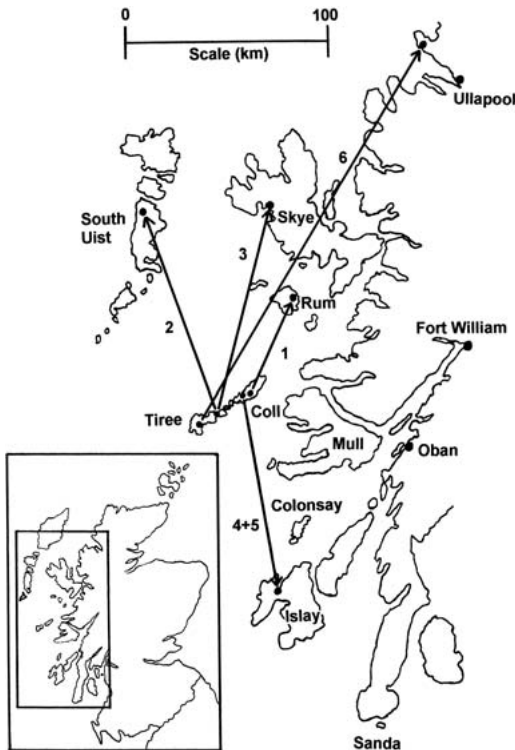 0
100
Scale (km)
Ullapool
6
South
Uist
Skye
3
Rum
2
Fort William
1
Tiree
Coll
Mull
Oban
Colonsay
4+5
Islay
Sanda